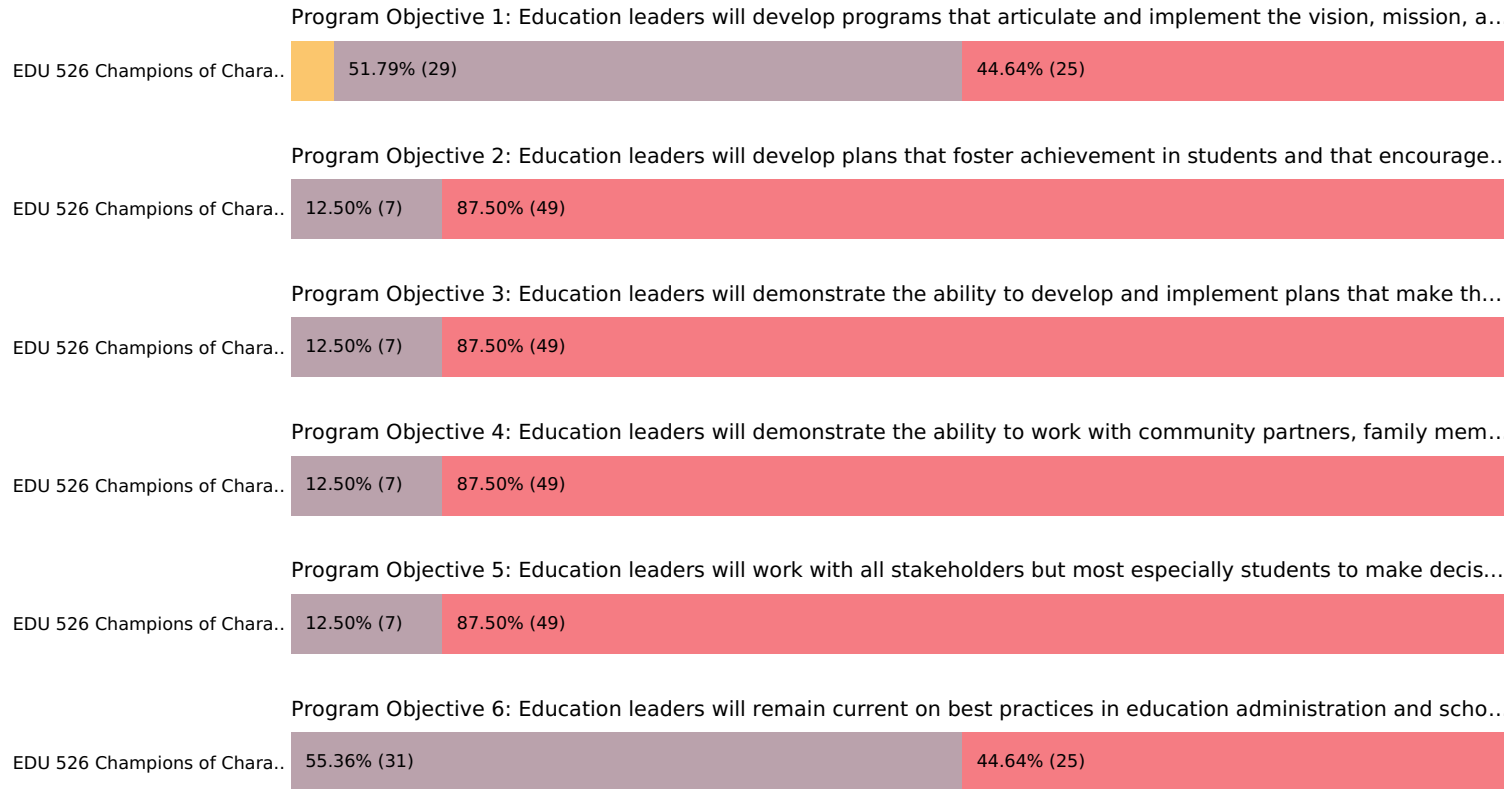 Program Objective 1: Education leaders will develop programs that articulate and implement the vision, mission, a..
EDU 526 Champions of Chara.. 51.79% (29) 44.64% (25)
Program Objective 2: Education leaders will develop plans that foster achievement in students and that encourage..
EDU 526 Champions of Chara.. 12.50% (7) 87.50% (49)
Program Objective 3: Education leaders will demonstrate the ability to develop and implement plans that make th...
EDU 526 Champions of Chara.. 12.50% (7) 87.50% (49)
Program Objective 4: Education leaders will demonstrate the ability to work with community partners, family mem..
EDU 526 Champions of Chara.. 12.50% (7) 87.50% (49)
Program Objective 5: Education leaders will work with all stakeholders but most especially students to make decis...
EDU 526 Champions of Chara.. 12.50% (7) 87.50% (49)
Program Objective 6: Education leaders will remain current on best practices in education administration and scho..
EDU 526 Champions of Chara.. 55.36% (31) 44.64% (25)